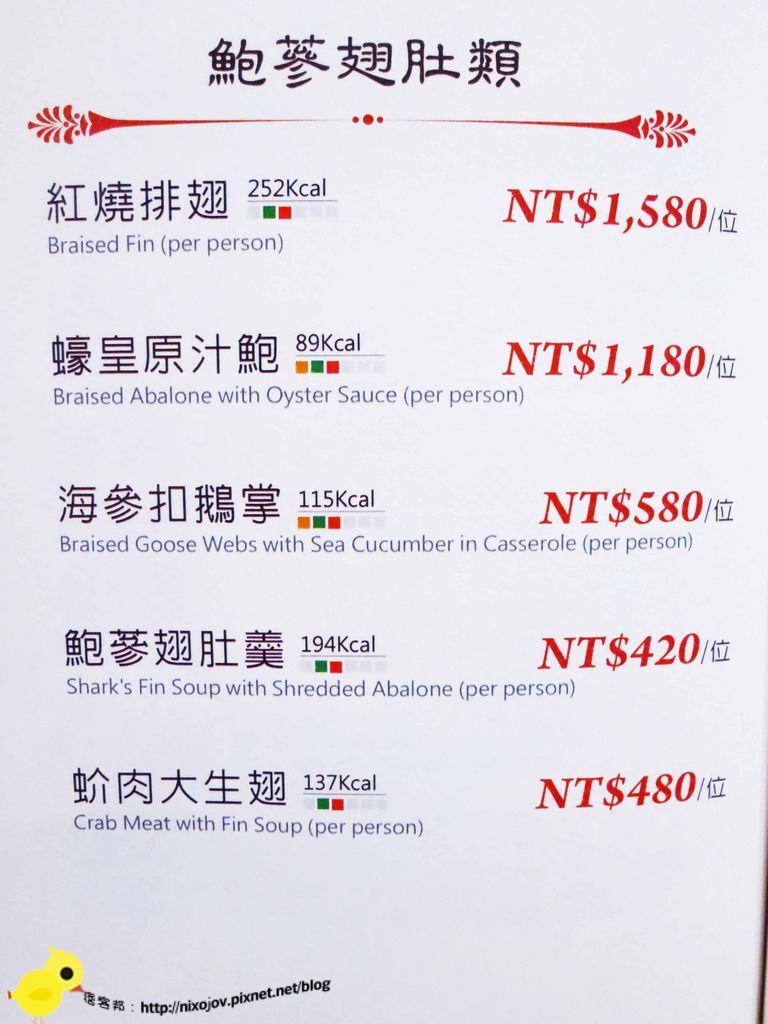 鮑蔘翅肚類
紅燒排翅 252Kcal NT$1,580/位
Braised Fin (per person)
蠔皇原汁鮑 89Kcal NT$1,180/位
Braised Abalone with Oyster Sauce (per person)
海參扣鵝掌 115Kcal NT$580/位
Braised Goose Webs with Sea Cucumber in Casserole (per person)
鮑蔘翅肚羹 194Kcal NT$420/位
Shark's Fin Soup with Shredded Abalone (per person)
蚧肉大生翅 137Kcal NT$480/位
Crab Meat with Fin Soup (per person)
痞客邦：http://nixojov.pixnet.net/blog